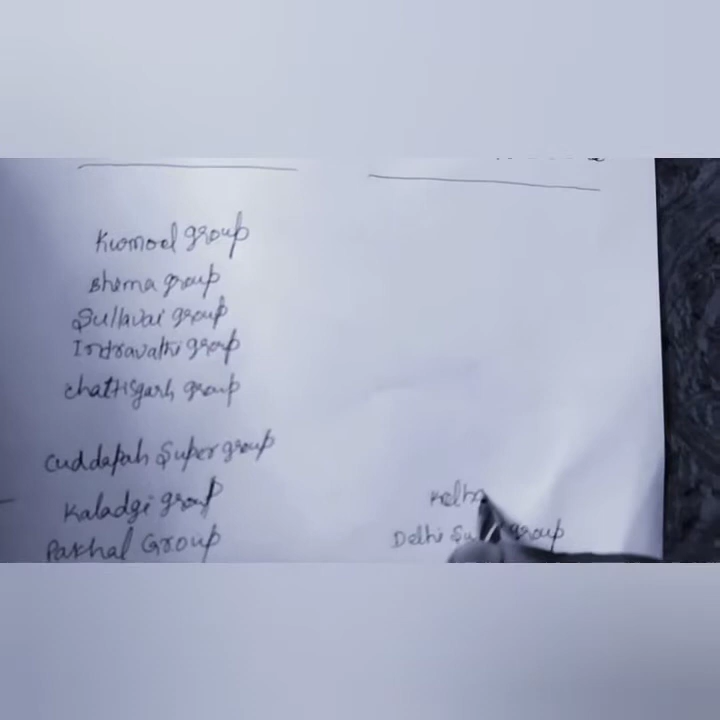 Kurnool group
Bhima group
Sullavai group
Indravathi group
Chattisgarh group
Cuddapah Super group
Kaladgi group
Pakhal Group
Delhi group